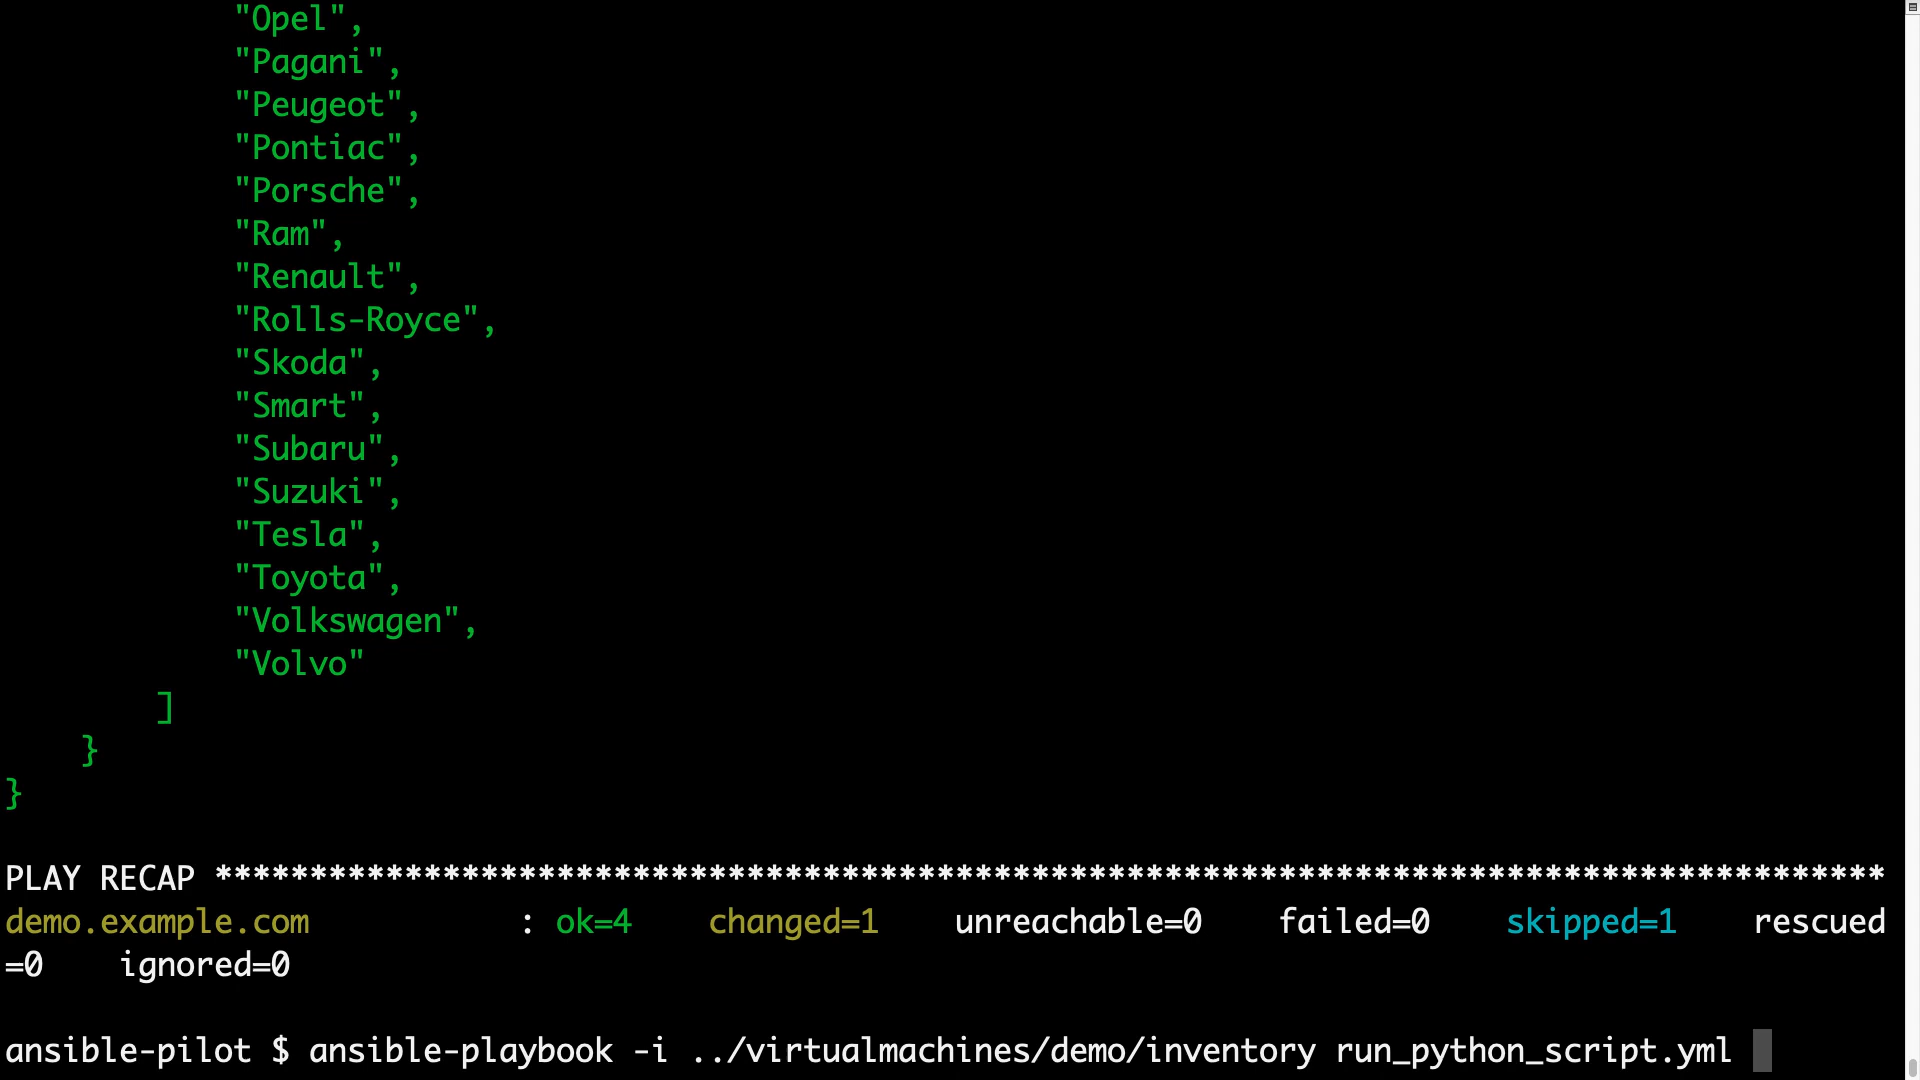 "Opel",
"Pagani",
"Peugeot",
"Pontiac",
"Porsche",
"Ram",
"Renault",
"Rolls-Royce",
"Skoda",
"Smart",
"Subaru",
"Suzuki",
"Tesla",
"Toyota",
"Volkswagen",
"Volvo"
]
}
}
PLAY RECAP ****************************************************************************************
demo.example.com           : ok=4    changed=1    unreachable=0    failed=0    skipped=1    rescued
=0    ignored=0
ansible-pilot $ ansible-playbook -i ../virtualmachines/demo/inventory run_python_script.yml